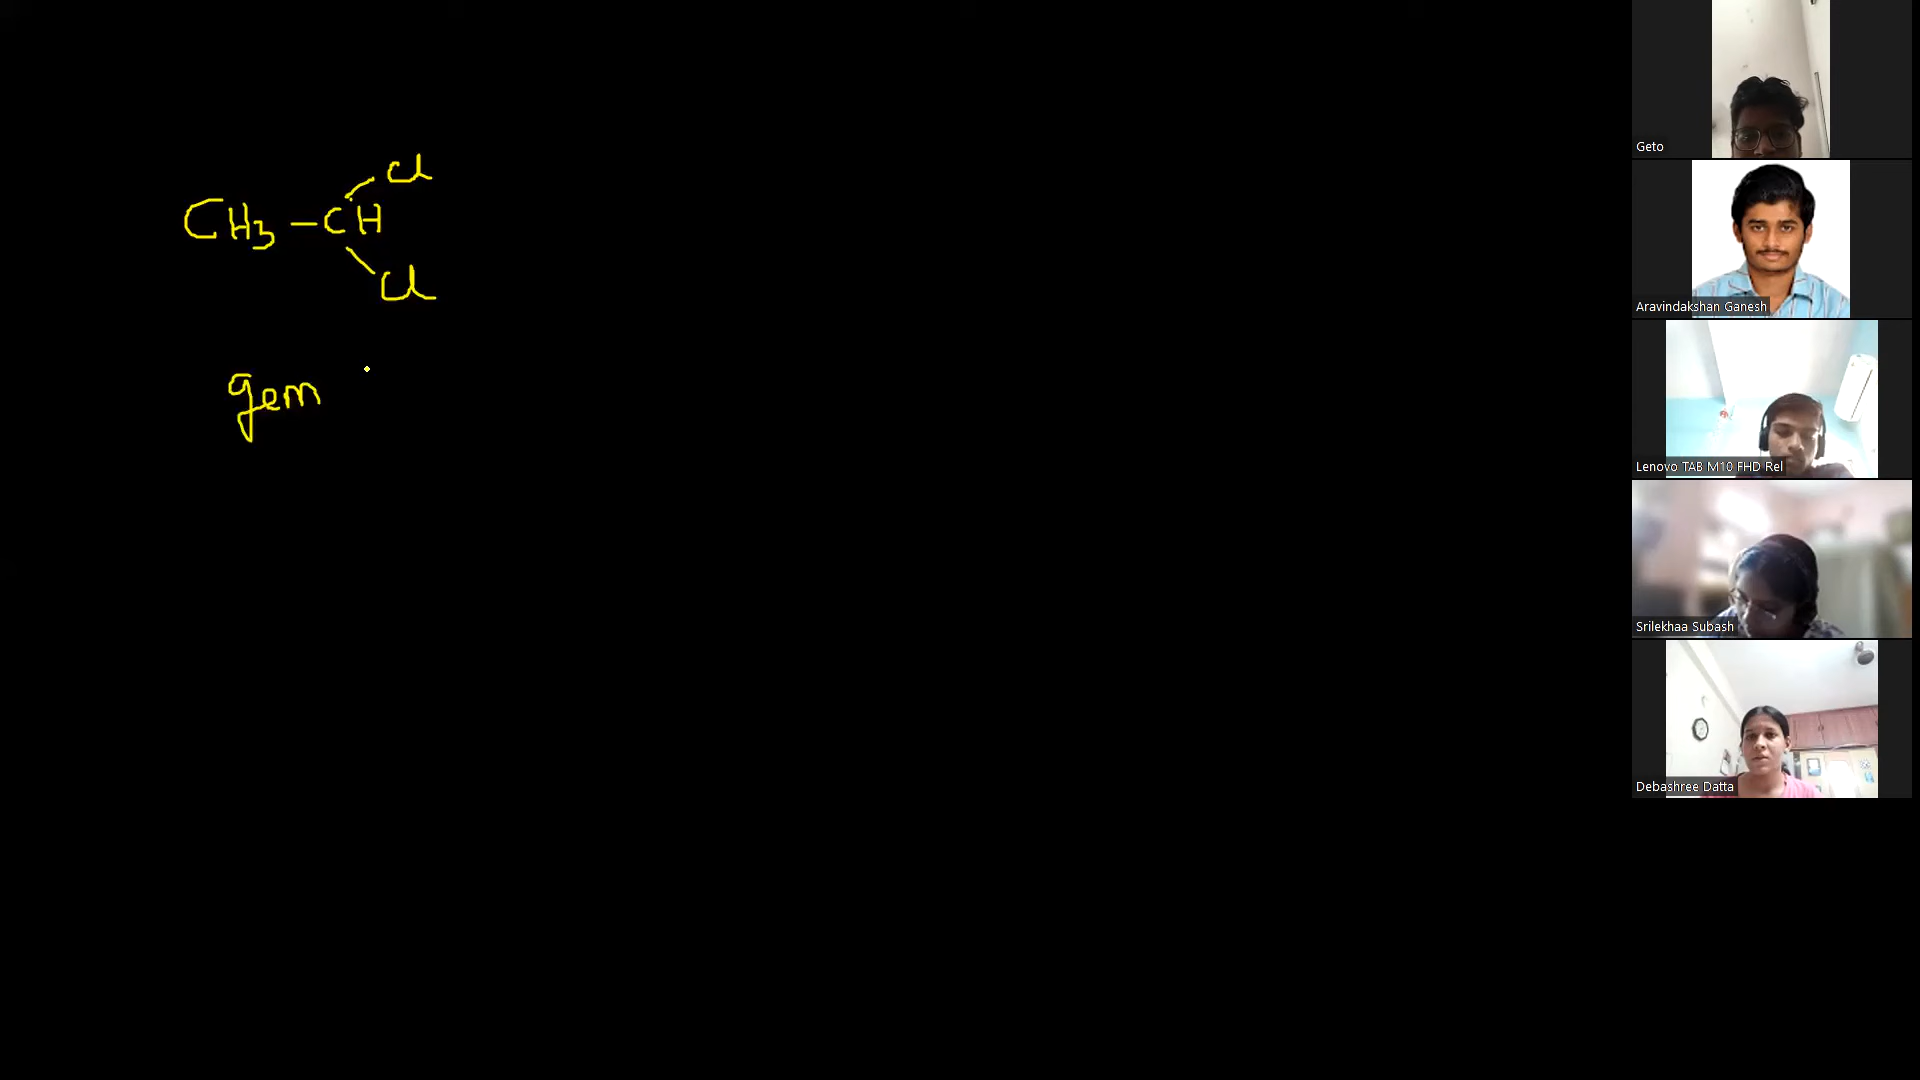 Cl
CH3 - CH
Cl
gem
Geto
Aravindakshan Ganesh
Lenovo TAB M10 FHD Rel
Srilekhaa Subash
Debashree Datta